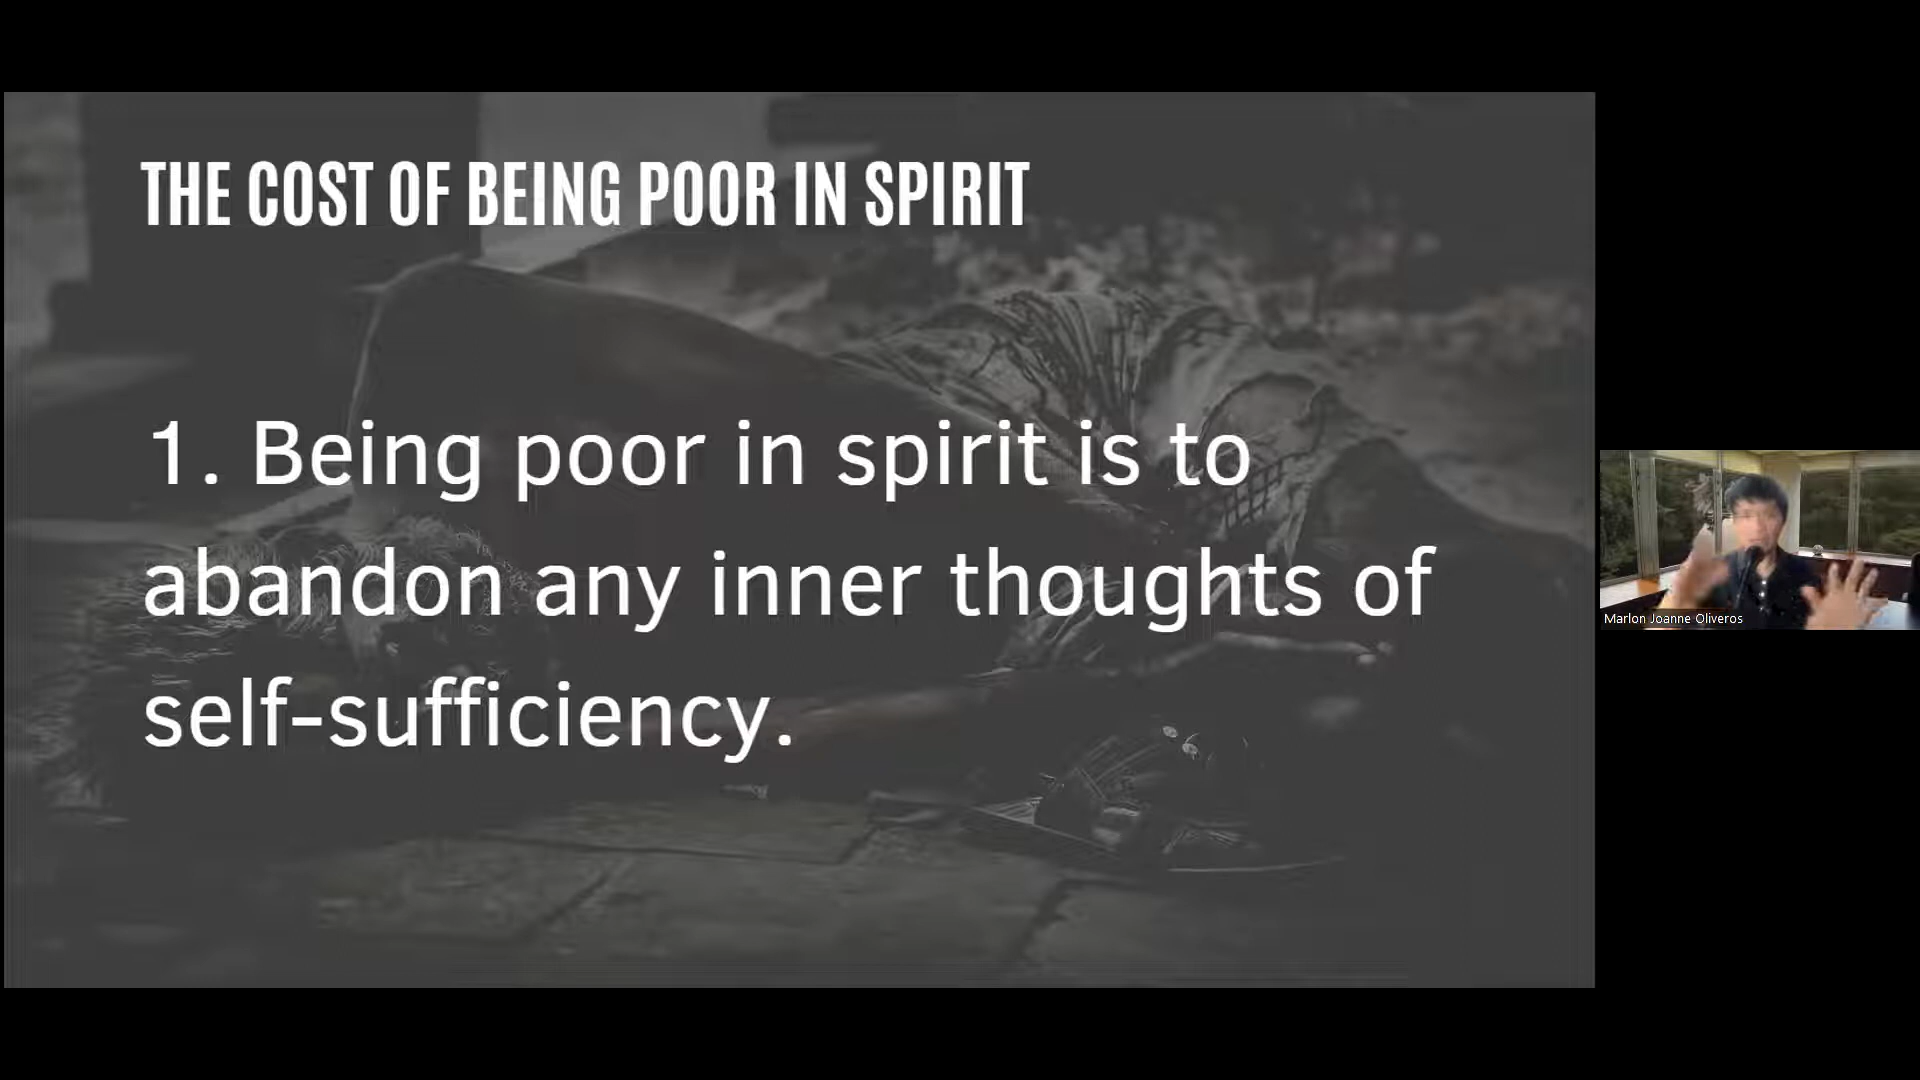 THE COST OF BEING POOR IN SPIRIT
1. Being poor in spirit is to
abandon any inner thoughts of
self-sufficiency.
Marlon Joanne Oliveros